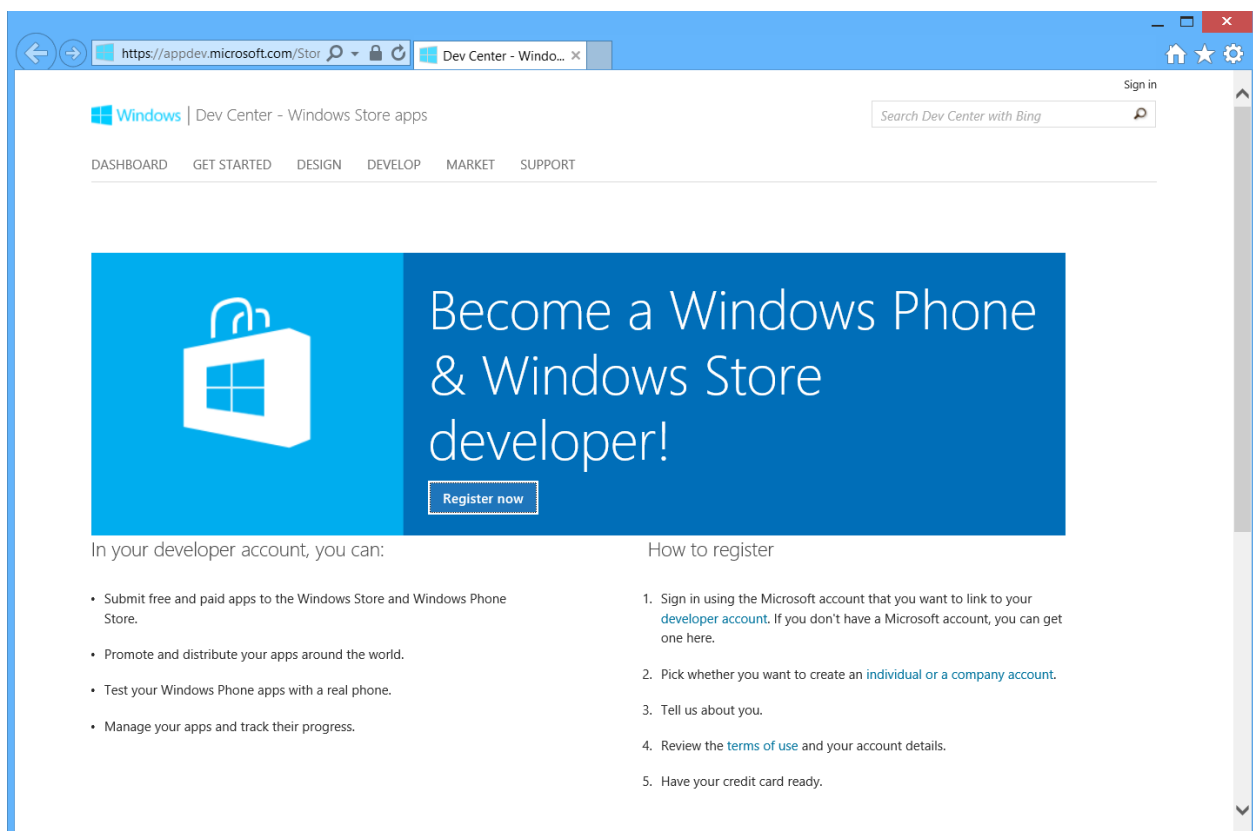 https://appdev.microsoft.com/Stor
Dev Center - Windo...
Sign in
Windows | Dev Center - Windows Store apps
Search Dev Center with Bing
DASHBOARD GET STARTED DESIGN DEVELOP MARKET SUPPORT
Become a Windows Phone
& Windows Store
developer!
Register now
In your developer account, you can:
• Submit free and paid apps to the Windows Store and Windows Phone
Store.
• Promote and distribute your apps around the world.
• Test your Windows Phone apps with a real phone.
• Manage your apps and track their progress.
How to register
1. Sign in using the Microsoft account that you want to link to your
developer account. If you don't have a Microsoft account, you can get
one here.
2. Pick whether you want to create an individual or a company account.
3. Tell us about you.
4. Review the terms of use and your account details.
5. Have your credit card ready.